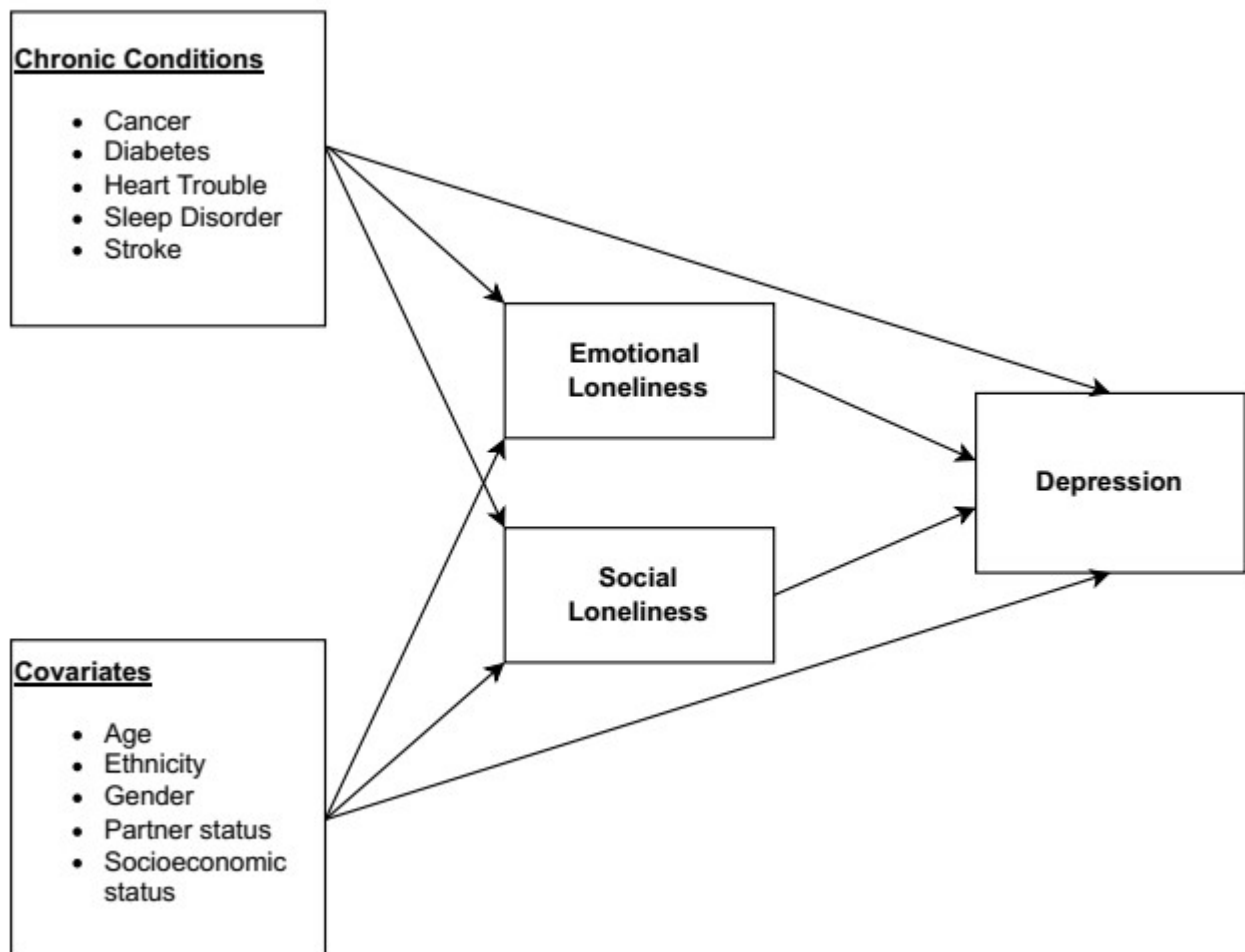 Chronic Conditions
• Cancer
• Diabetes
• Heart Trouble
• Sleep Disorder
• Stroke
Emotional
Loneliness
Depression
Social
Loneliness
Covariates
• Age
• Ethnicity
• Gender
• Partner status
• Socioeconomic
status